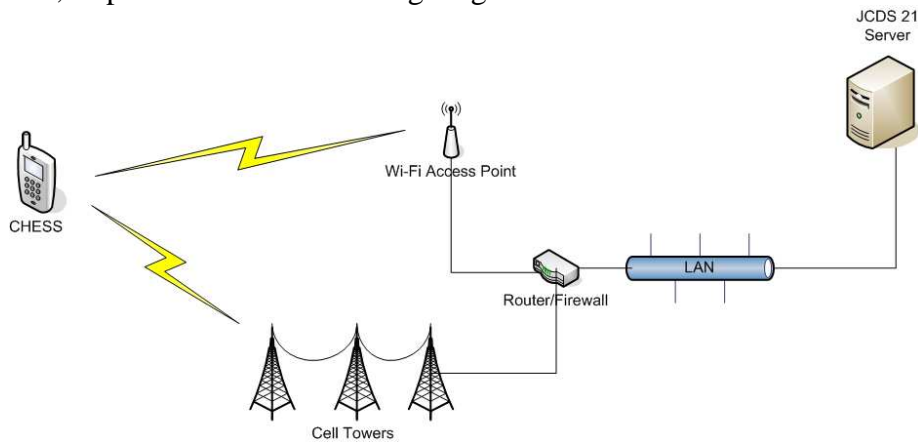 JCDS 21
Server
Wi-Fi Access Point
CHESS
LAN
Router/Firewall
Cell Towers